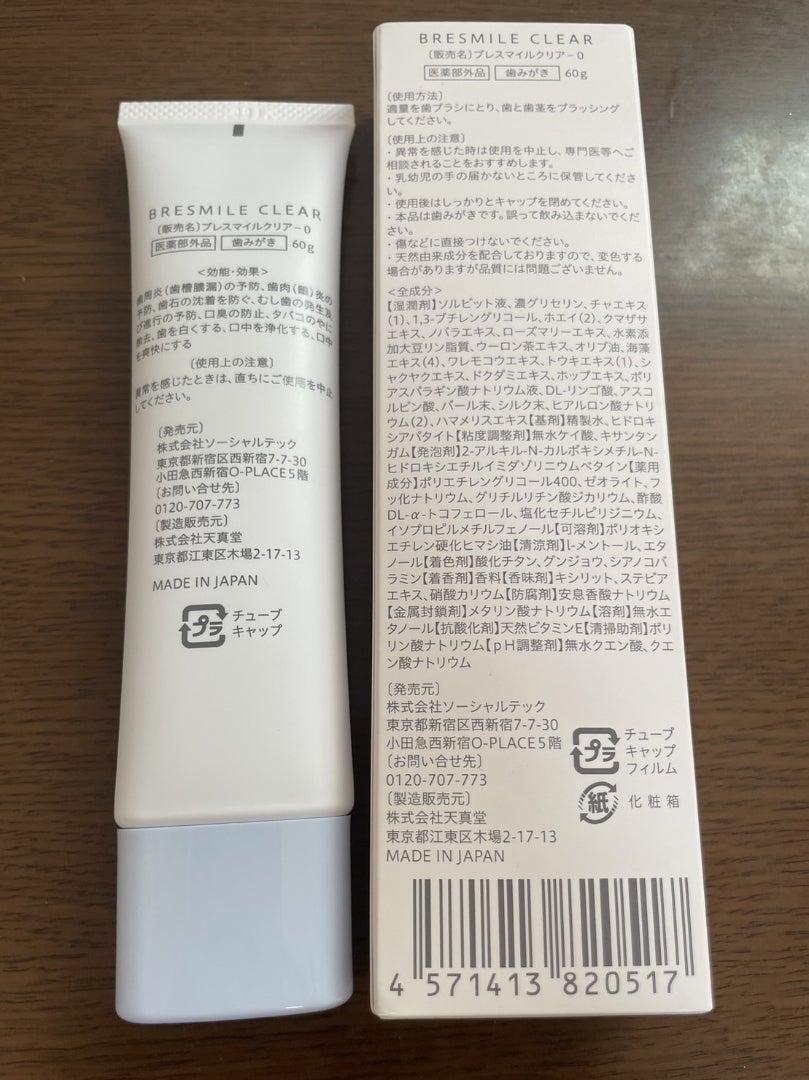 BRESMILE CLEAR
〔販売名〕ブレスマイルクリア-0
医薬部外品 歯みがき 60g
<効能・効果>
歯周炎(歯槽膿漏)の予防、歯肉(齦)炎の
予防、歯石の沈着を防ぐ、むし歯の発生及
び進行の予防、口臭の防止、タバコのやに
除去、歯を白くする、口中を浄化する、口中
を爽快にする
〔使用上の注意〕
異常を感じたときは、直ちにご使用を中止
してください。
〔発売元〕
株式会社ソーシャルテック
東京都新宿区西新宿7-7-30
小田急西新宿O-PLACE5階
〔お問い合せ先〕
0120-707-773
〔製造販売元〕
株式会社天真堂
東京都江東区木場2-17-13
MADE IN JAPAN
プラ
チューブ
キャップ
BRESMILE CLEAR
〔販売名〕ブレスマイルクリア-0
医薬部外品 歯みがき 60g
〔使用方法〕
適量を歯ブラシにとり、歯と歯茎をブラッシング
してください。
〔使用上の注意〕
・異常を感じた時は使用を中止し、専門医等へご
相談されることをおすすめします。
・乳幼児の手の届かないところに保管してくださ
い。
・使用後はしっかりとキャップを閉めてください。
・本品は歯みがきです。誤って飲み込まないでくだ
さい。
・傷などに直接つけないでください。
・天然由来成分を配合しておりますので、変色する
場合がありますが品質には問題ございません。
<全成分>
【湿潤剤】ソルビット液、濃グリセリン、チャエキス
(1)、1,3-ブチレングリコール、ホエイ(2)、クマザサ
エキス、ノバラエキス、ローズマリーエキス、水素添
加大豆リン脂質、ウーロン茶エキス、オリブ油、海藻
エキス(4)、ワレモコウエキス、トウキエキス(1)、シ
ャクヤクエキス、ドクダミエキス、ホップエキス、ポリ
アスパラギン酸ナトリウム液、DL-リンゴ酸、アスコ
ルビン酸、パール末、シルク末、ヒアルロン酸ナトリ
ウム(2)、ハマメリスエキス【基剤】精製水、ヒドロキ
シアパタイト【粘度調整剤】無水ケイ酸、キサンタン
ガム【発泡剤】2-アルキル-N-カルボキシメチル-N-
ヒドロキシエチルイミダゾリニウムベタイン【薬用
成分】ポリエチレングリコール400、ゼオライト、フ
ッ化ナトリウム、グリチルリチン酸ジカリウム、酢酸
DL-α-トコフェロール、塩化セチルピリジニウム、
イソプロピルメチルフェノール【可溶剤】ポリオキシ
エチレン硬化ヒマシ油【清涼剤】l-メントール、エタ
ノール【着色剤】酸化チタン、グンジョウ、シアノコバ
ラミン【着香剤】香料【香味剤】キシリット、ステビア
エキス、硝酸カリウム【防腐剤】安息香酸ナトリウム
【金属封鎖剤】メタリン酸ナトリウム【溶剤】無水エ
タノール【抗酸化剤】天然ビタミンE【清掃助剤】ポリ
リン酸ナトリウム【pH調整剤】無水クエン酸、クエ
ン酸ナトリウム
〔発売元〕
株式会社ソーシャルテック
東京都新宿区西新宿7-7-30
小田急西新宿O-PLACE5階
〔お問い合せ先〕
0120-707-773
〔製造販売元〕
株式会社天真堂
東京都江東区木場2-17-13
MADE IN JAPAN
プラ
チューブ
キャップ
フィルム
紙
化粧箱
4 571413 820517